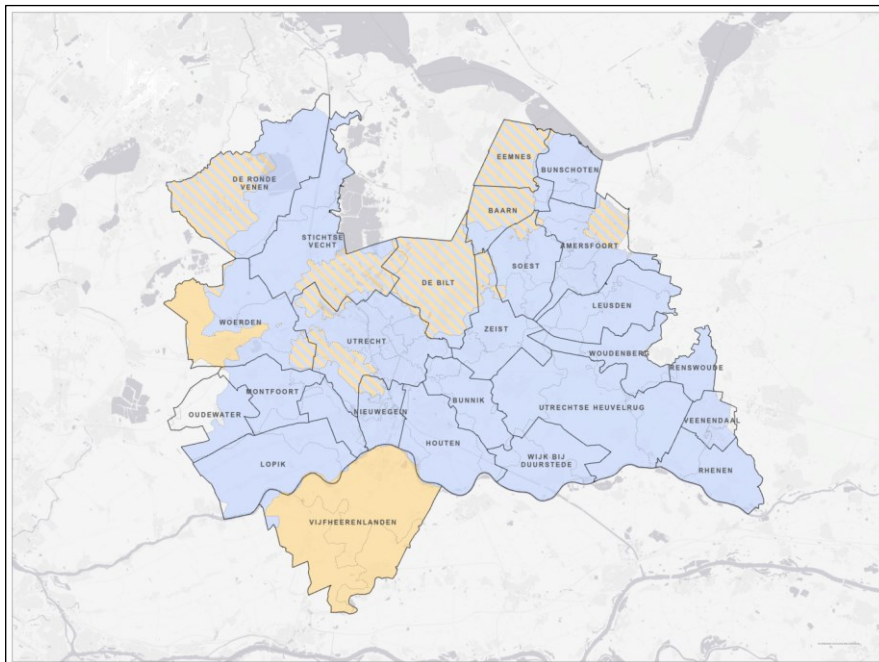 EEMNES
BUNSCHOTEN
DE RONDE
VENEN
BAARN
STICHTSE
VECHT
AMERSFOORT
SOEST
DE BILT
LEUSDEN
WOERDEN
ZEIST
UTRECHT
WOUDENBERG
RENSWOUDE
MONTFOORT
BUNNIK
UTRECHTSE HEUVELRUG
OUDEWATER
NIEUWEGEIN
VEENENDAAL
HOUTEN
WIJK BIJ
DUURSTEDE
LOPIK
RHENEN
VIJFHEERENLANDEN